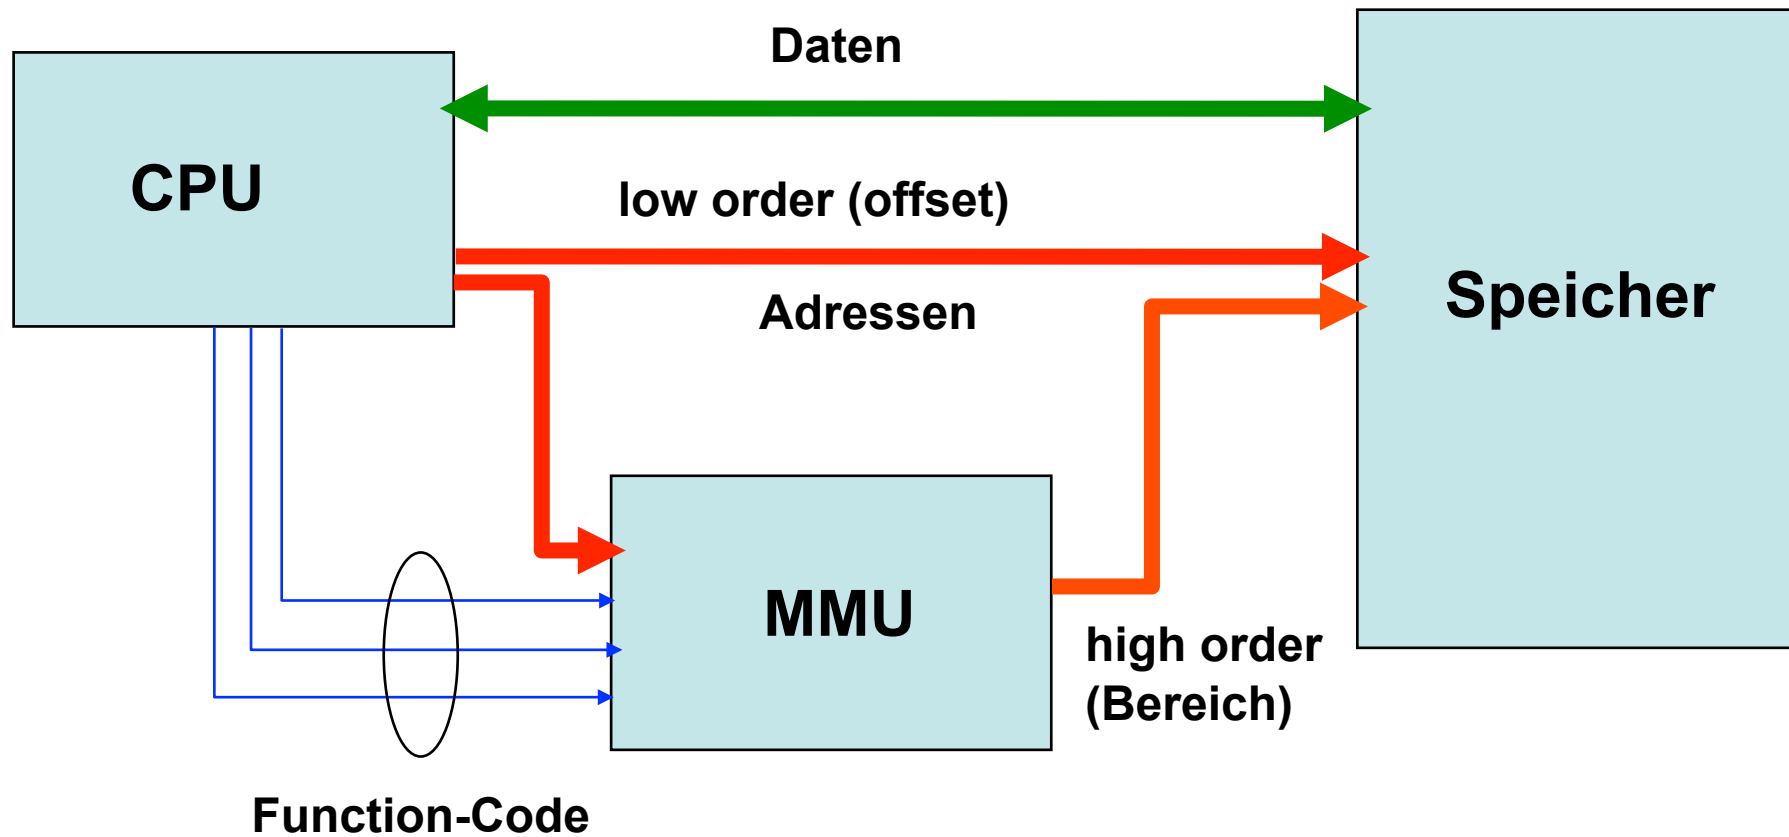 Daten
CPU
low order (offset)
Adressen
Speicher
MMU
high order
(Bereich)
Function-Code